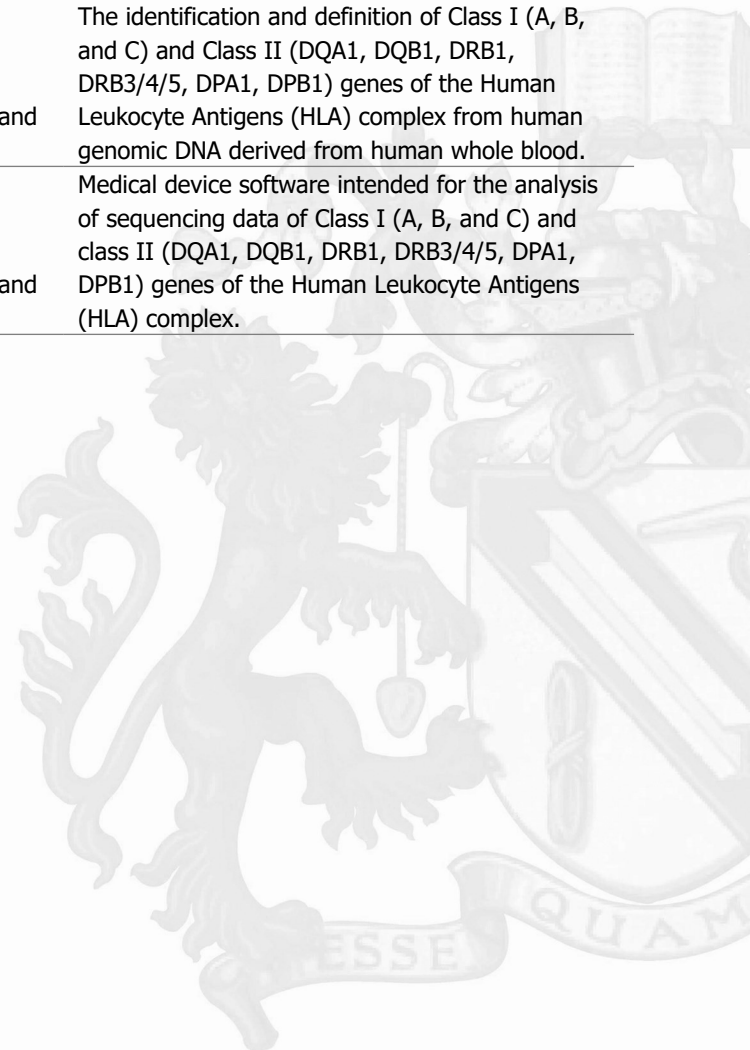 The identification and definition of Class I (A, B,
and C) and Class II (DQA1, DQB1, DRB1,
DRB3/4/5, DPA1, DPB1) genes of the Human
and Leukocyte Antigens (HLA) complex from human
genomic DNA derived from human whole blood.
Medical device software intended for the analysis
of sequencing data of Class I (A, B, and C) and
class II (DQA1, DQB1, DRB1, DRB3/4/5, DPA1,
and DPB1) genes of the Human Leukocyte Antigens
(HLA) complex.
ESSE
QUAM